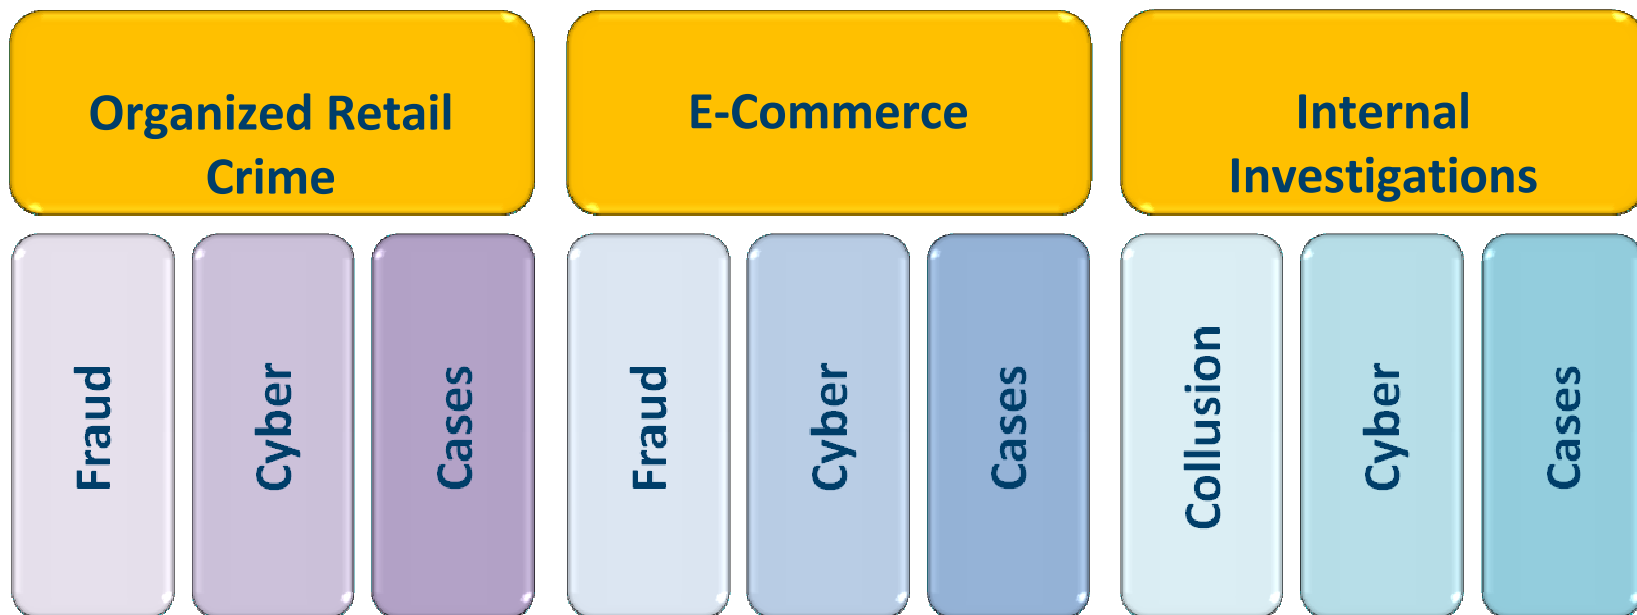 Organized Retail
Crime
E-Commerce
Internal
Investigations
Fraud
Cyber
Cases
Fraud
Cyber
Cases
Collusion
Cyber
Cases